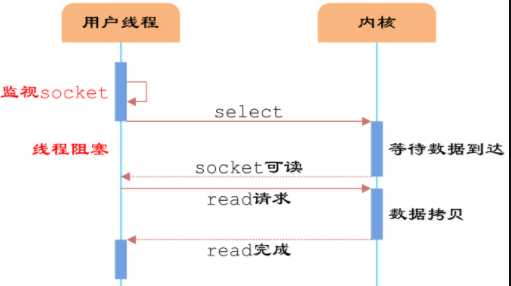 用户线程
内核
监视socket
select
线程阻塞
等待数据到达
socket可读
read请求
数据拷贝
read完成